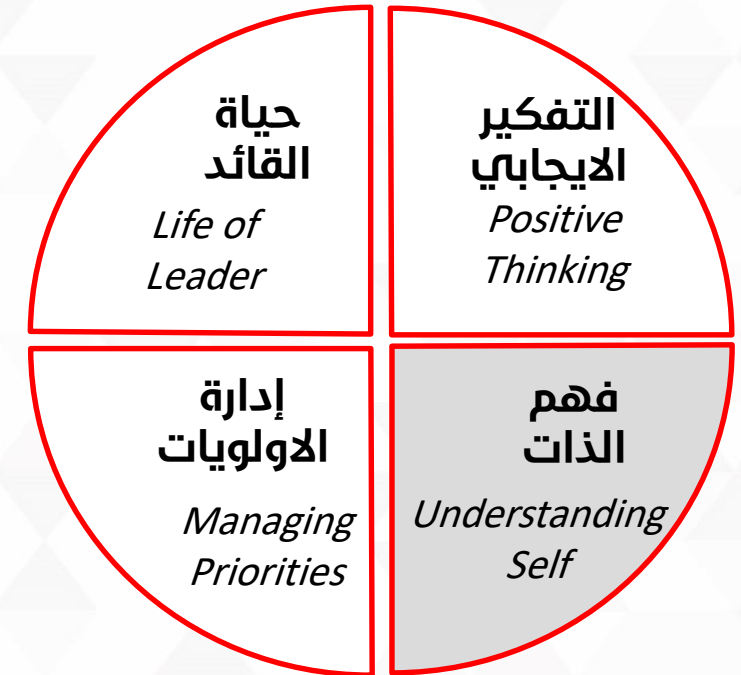 حياة
القائد
Life of
Leader
التفكير
الايجابي
Positive
Thinking
إدارة
الاولويات
Managing
Priorities
فهم
الذات
Understanding
Self